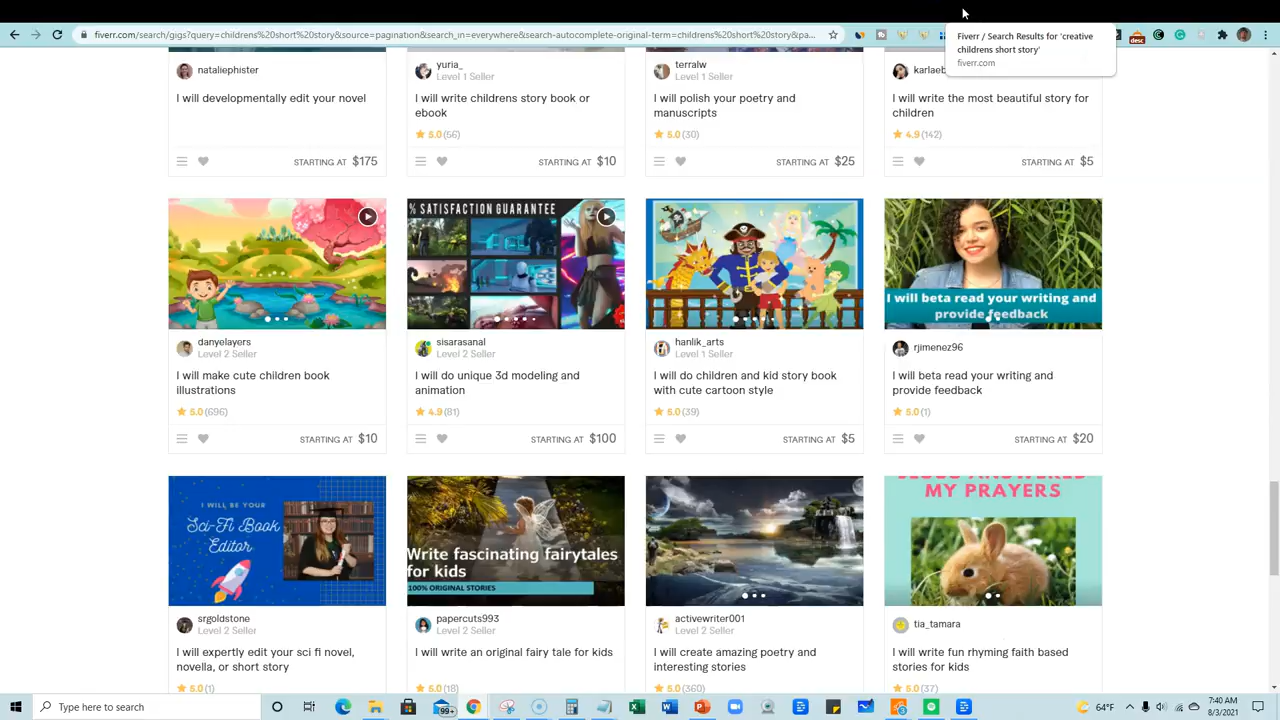 fiverr.com/search/gigs?query=childrens%20short%20story&source=pagination&search_in=everywhere&search-autocomplete-original-term=childrens%20short%20story&pa...
desc
Fiverr / Search Results for 'creative
childrens short story'
fiverr.com
nataliephister
I will developmentally edit your novel
STARTING AT $175
yuria_
Level 1 Seller
I will write childrens story book or
ebook
5.0 (56)
STARTING AT $10
terralw
Level 1 Seller
I will polish your poetry and
manuscripts
5.0 (30)
STARTING AT $25
karlaeb
I will write the most beautiful story for
children
4.9 (142)
STARTING AT $5
danyelayers
Level 2 Seller
I will make cute children book
illustrations
5.0 (696)
STARTING AT $10
% SATISFACTION GUARANTEE
sisarasanal
Level 2 Seller
I will do unique 3d modeling and
animation
4.9 (81)
STARTING AT $100
hanlik_arts
Level 1 Seller
I will do children and kid story book
with cute cartoon style
5.0 (39)
STARTING AT $5
I will beta read your writing and
provide feedback
rjimenez96
I will beta read your writing and
provide feedback
5.0 (1)
STARTING AT $20
I WILL BE YOUR
Sci-Fi Book
Editor
srgoldstone
Level 2 Seller
I will expertly edit your sci fi novel,
novella, or short story
5.0 (1)
Write fascinating fairytales
for kids
100% ORIGINAL STORIES
papercuts993
Level 2 Seller
I will write an original fairy tale for kids
5.0 (18)
activewriter001
Level 2 Seller
I will create amazing poetry and
interesting stories
5.0 (360)
JESUS ANSWERED
MY PRAYERS
tia_tamara
I will write fun rhyming faith based
stories for kids
5.0 (37)
Type here to search
99+
64°F
7:40 AM
8/3/2021